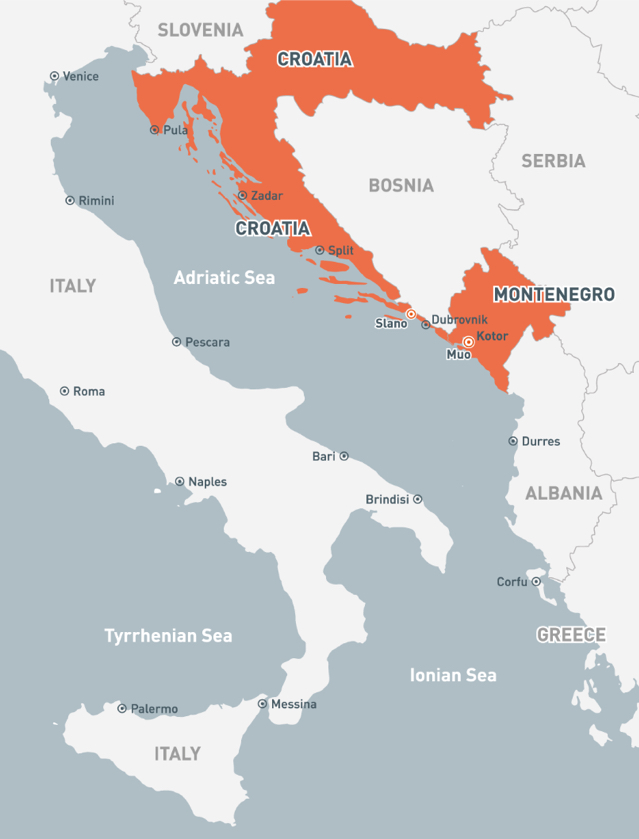 SLOVENIA
CROATIA
Venice
Pula
SERBIA
BOSNIA
Zadar
Rimini
CROATIA
Split
Adriatic Sea
ITALY
MONTENEGRO
Slano
Dubrovnik
Kotor
Pescara
Muo
Roma
Durres
Bari
Naples
ALBANIA
Brindisi
Corfu
Tyrrhenian Sea
GREECE
Ionian Sea
Messina
Palermo
ITALY